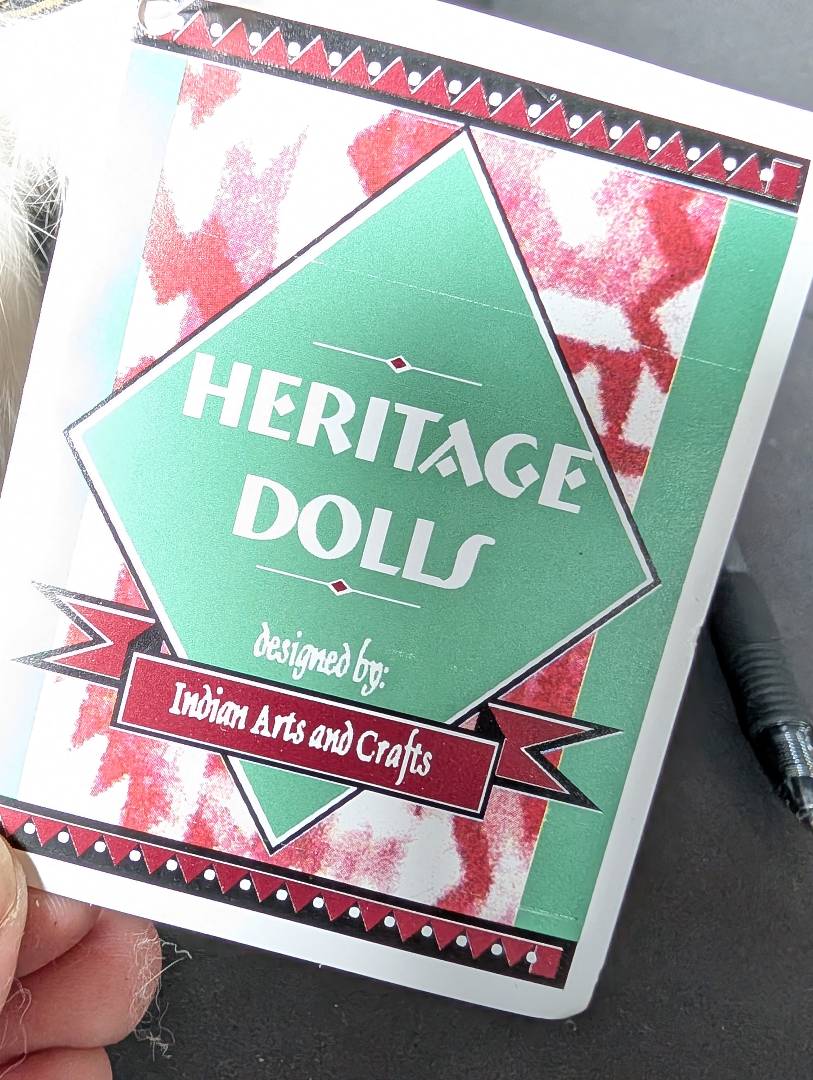 HERITAGE
DOLLS
designed by:
Indian Arts and Crafts